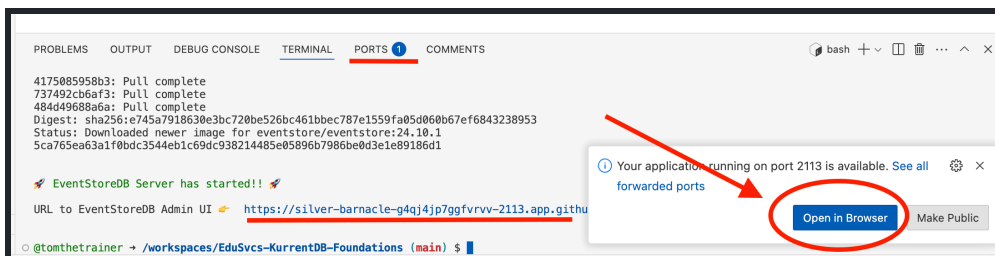 PROBLEMS OUTPUT DEBUG CONSOLE TERMINAL PORTS 1 COMMENTS bash
4175085958b3: Pull complete
737492cb6af3: Pull complete
484d49688a6a: Pull complete
Digest: sha256:e745a7918630e3bc720be526bc461bbec787e1559fa05d060b67ef6843238953
Status: Downloaded newer image for eventstore/eventstore:24.10.1
5ca765ea63a1f0bdc3544eb1c69dc938214485e05896b7986be0d3e1e89186d1
🚀 EventStoreDB Server has started!! 🚀
URL to EventStoreDB Admin UI 👉 https://silver-barnacle-g4qj4jp7ggfvrvv-2113.app.githu
@tomthetrainer → /workspaces/EduSvcs-KurrentDB-Foundations (main) $
Your application running on port 2113 is available. See all
forwarded ports
Open in Browser Make Public